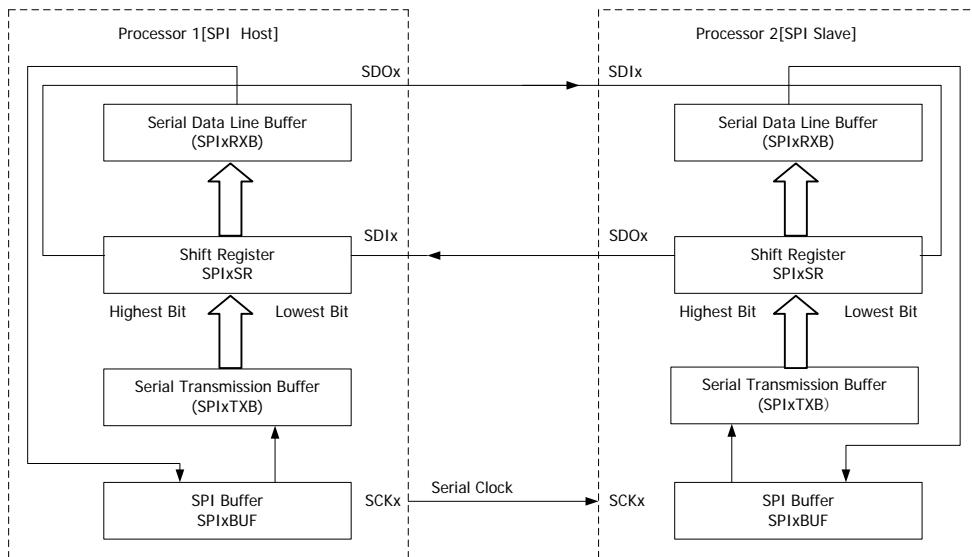 Processor 1[SPI Host]
SDOx
Serial Data Line Buffer
(SPIxRXB)
SDIx
Shift Register
SPIxSR
Highest Bit
Lowest Bit
Serial Transmission Buffer
(SPIxTXB)
SPI Buffer
SPIxBUF
SCKx
Serial Clock
Processor 2[SPI Slave]
SDIx
Serial Data Line Buffer
(SPIxRXB)
SDOx
Shift Register
SPIxSR
Highest Bit
Lowest Bit
Serial Transmission Buffer
(SPIxTXB)
SCKx
SPI Buffer
SPIxBUF